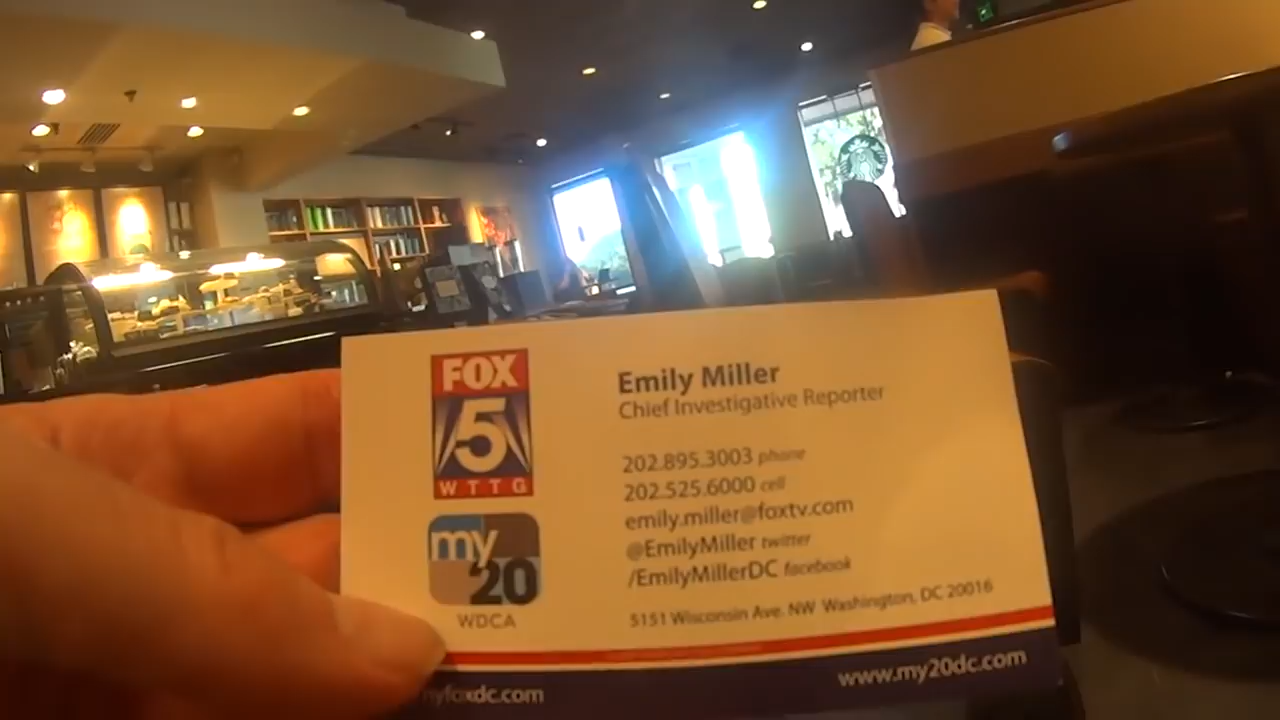 FOX
5
WTTG
my
20
WDCA
Emily Miller
Chief Investigative Reporter
202.895.3003 phone
202.525.6000 cell
emily.miller@foxtv.com
@EmilyMiller twitter
/EmilyMillerDC facebook
5151 Wisconsin Ave. NW Washington, DC 20016
myfoxdc.com
www.my20dc.com